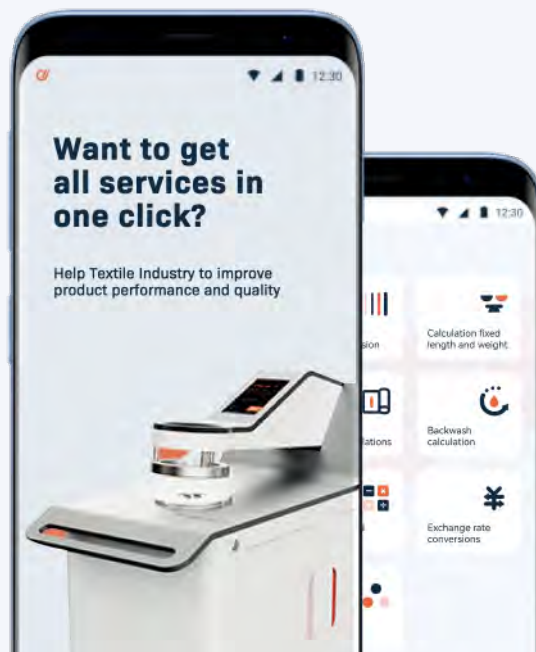 12:30
Want to get
all services in
one click?
Help Textile Industry to improve
product performance and quality
12:30
sion
Calculation fixed
length and weight
lations
Backwash
calculation
Exchange rate
conversions